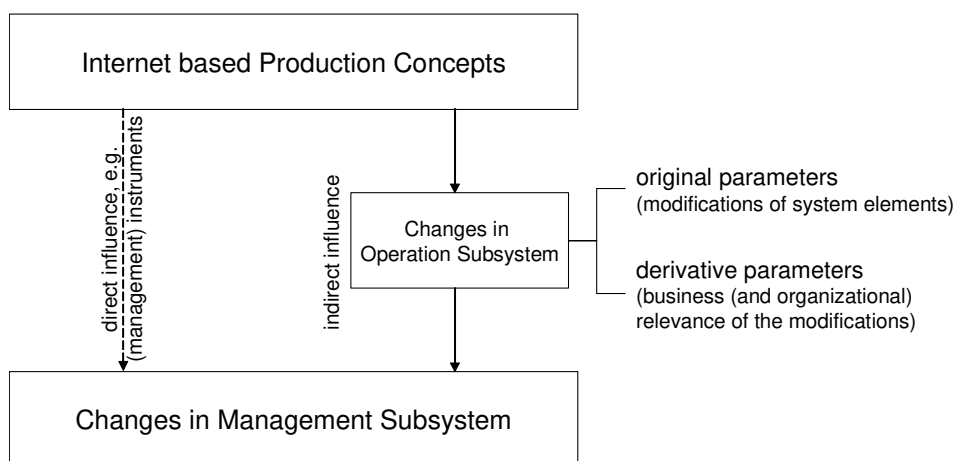 Internet based Production Concepts
direct influence, e.g.
(management) instruments
indirect influence
Changes in
Operation Subsystem
original parameters
(modifications of system elements)
derivative parameters
(business (and organizational)
relevance of the modifications)
Changes in Management Subsystem